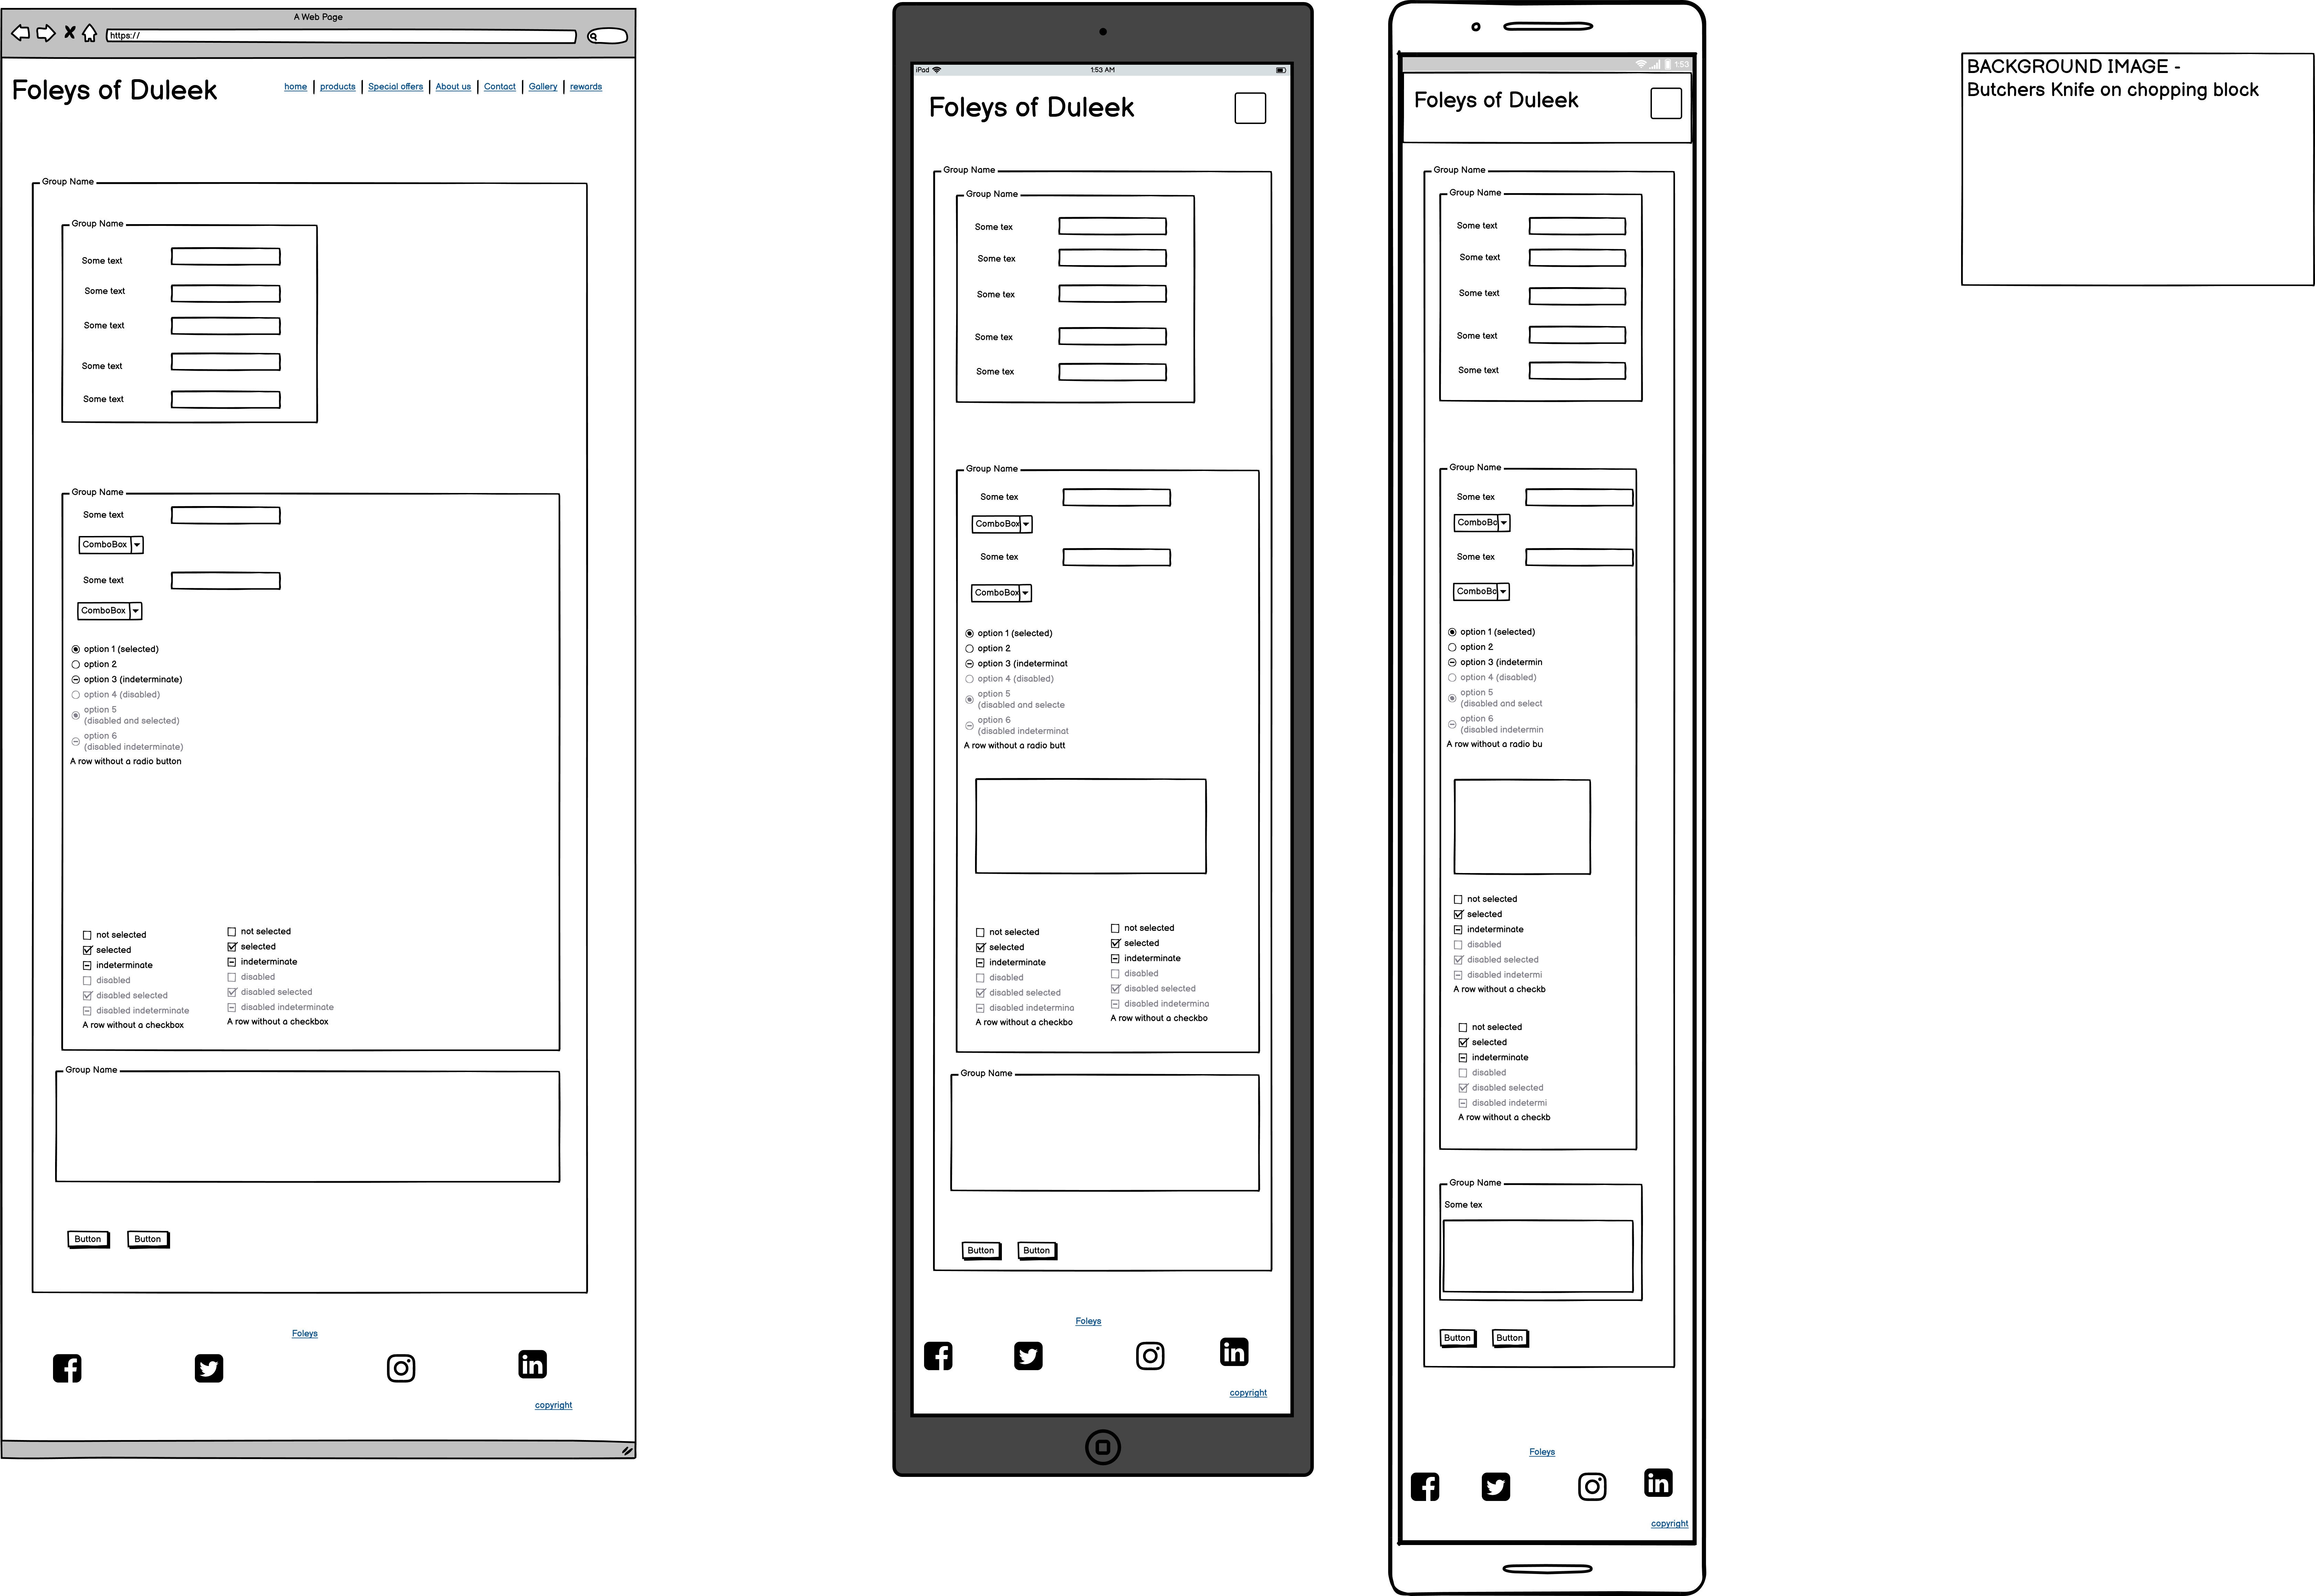 A Web Page
https://
Foleys of Duleek
home
products
Special offers
About us
Contact
Gallery
rewards
Group Name
Group Name
Some text
Some text
Some text
Some text
Some text
Group Name
Some text
ComboBox
Some text
ComboBox
option 1 (selected)
option 2
option 3 (indeterminate)
option 4 (disabled)
option 5
(disabled and selected)
option 6
(disabled indeterminate)
A row without a radio button
not selected
selected
indeterminate
disabled
disabled selected
disabled indeterminate
A row without a checkbox
not selected
selected
indeterminate
disabled
disabled selected
disabled indeterminate
A row without a checkbox
Group Name
Button
Button
Foleys
copyright
iPad
1:53 AM
Foleys of Duleek
Group Name
Group Name
Some tex
Some tex
Some tex
Some tex
Some tex
Group Name
Some tex
ComboBox
Some tex
ComboBox
option 1 (selected)
option 2
option 3 (indeterminat
option 4 (disabled)
option 5
(disabled and selecte
option 6
(disabled indeterminat
A row without a radio butt
not selected
selected
indeterminate
disabled
disabled selected
disabled indetermina
A row without a checkbo
not selected
selected
indeterminate
disabled
disabled selected
disabled indetermina
A row without a checkbo
Group Name
Button
Button
Foleys
copyright
1:53
Foleys of Duleek
Group Name
Group Name
Some text
Some text
Some text
Some text
Some text
Group Name
Some tex
ComboBo
Some tex
ComboBo
option 1 (selected)
option 2
option 3 (indetermin
option 4 (disabled)
option 5
(disabled and select
option 6
(disabled indetermin
A row without a radio bu
not selected
selected
indeterminate
disabled
disabled selected
disabled indetermi
A row without a checkb
not selected
selected
indeterminate
disabled
disabled selected
disabled indetermi
A row without a checkb
Group Name
Some tex
Button
Button
Foleys
copyright
BACKGROUND IMAGE -
Butchers Knife on chopping block